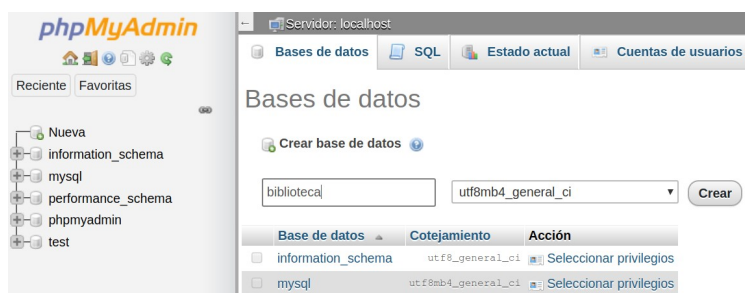 phpMyAdmin
Reciente Favoritas
Nueva
information_schema
mysql
performance_schema
phpmyadmin
test
Servidor: localhost
Bases de datos SQL Estado actual Cuentas de usuarios
Bases de datos
Crear base de datos
biblioteca utf8mb4_general_ci Crear
Base de datos Cotejamiento Acción
information_schema utf8_general_ci Seleccionar privilegios
mysql utf8mb4_general_ci Seleccionar privilegios